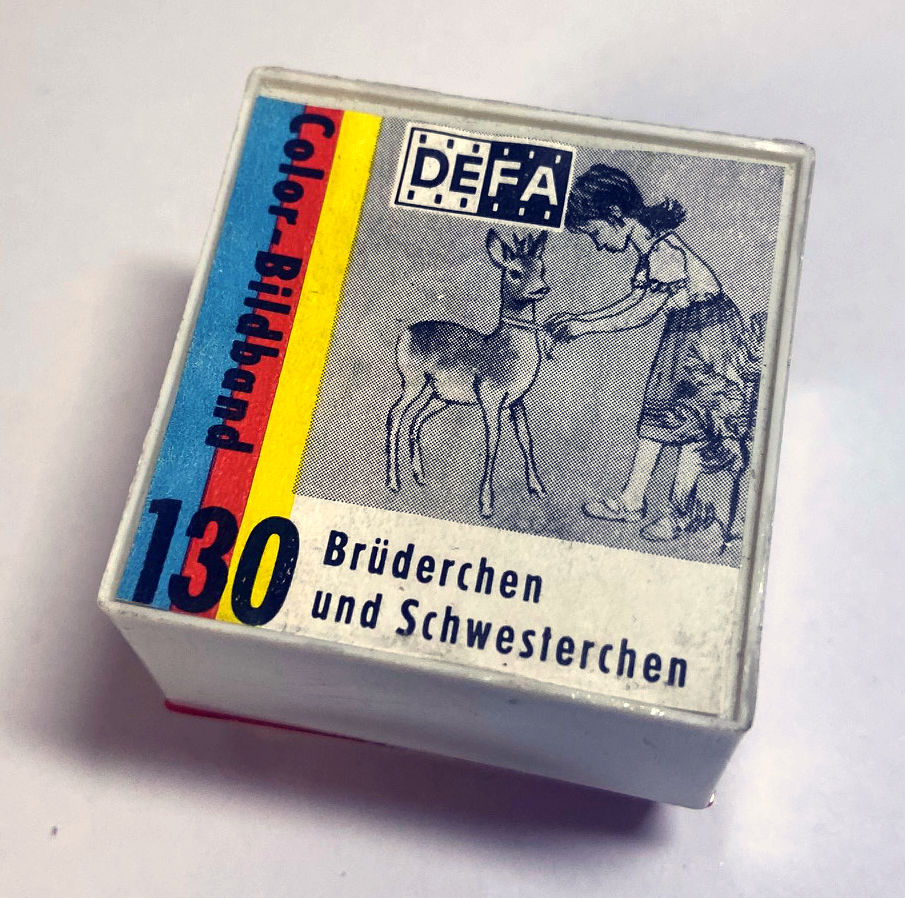 Color-Bildband
DEFA
130
Brüderchen
und Schwesterchen